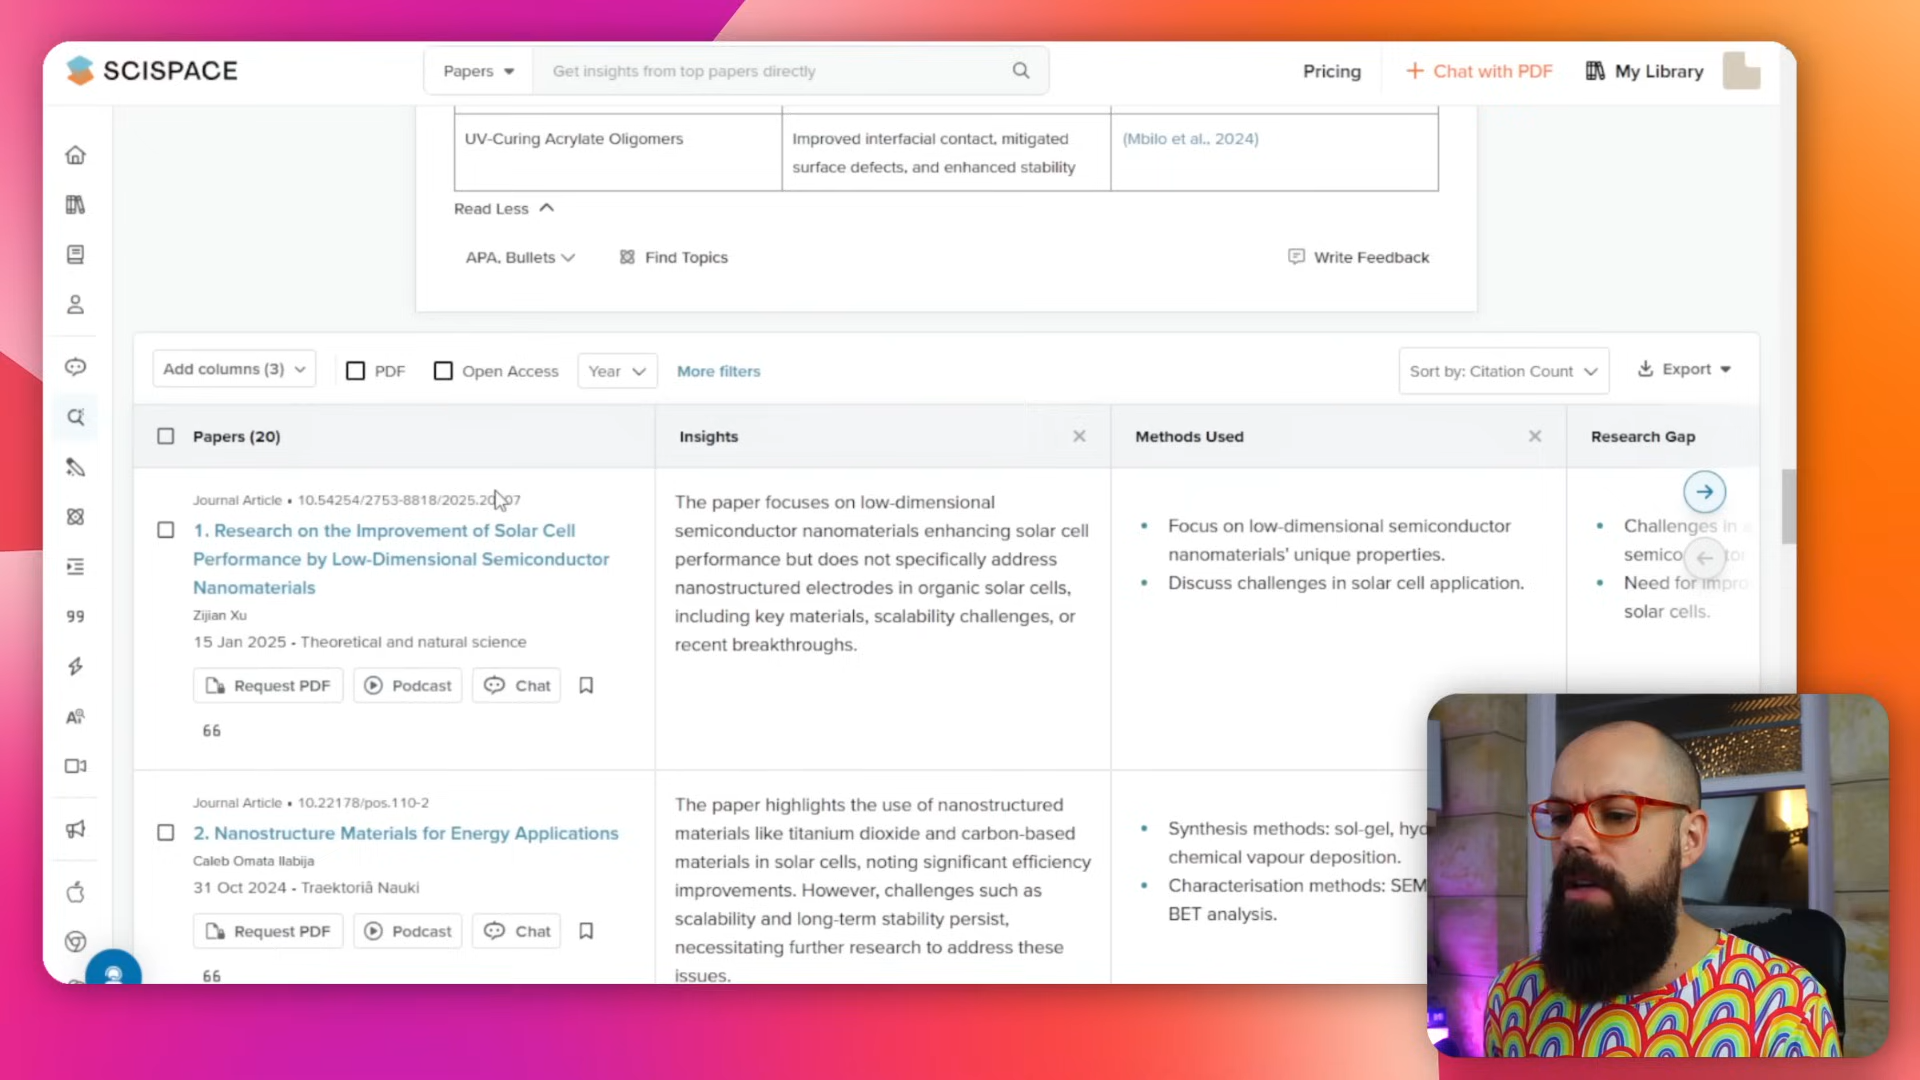 SCISPACE
Papers
Get insights from top papers directly
Pricing
+ Chat with PDF
My Library
UV-Curing Acrylate Oligomers
Improved interfacial contact, mitigated
surface defects, and enhanced stability
(Mbilo et al., 2024)
Read Less
APA, Bullets
Find Topics
Write Feedback
Add columns (3)
PDF
Open Access
Year
More filters
Sort by: Citation Count
Export
Papers (20)
Insights
Methods Used
Research Gap
Journal Article • 10.54254/2753-8818/2025.20 07
1. Research on the Improvement of Solar Cell
Performance by Low-Dimensional Semiconductor
Nanomaterials
Zijian Xu
15 Jan 2025 - Theoretical and natural science
Request PDF
Podcast
Chat
The paper focuses on low-dimensional
semiconductor nanomaterials enhancing solar cell
performance but does not specifically address
nanostructured electrodes in organic solar cells,
including key materials, scalability challenges, or
recent breakthroughs.
• Focus on low-dimensional semiconductor
nanomaterials' unique properties.
• Discuss challenges in solar cell application.
• Challenges in
• Need for impro
solar cells.
Journal Article • 10.22178/pos.110-2
2. Nanostructure Materials for Energy Applications
Caleb Omata Ilabija
31 Oct 2024 - Traektoriâ Nauki
Request PDF
Podcast
Chat
The paper highlights the use of nanostructured
materials like titanium dioxide and carbon-based
materials in solar cells, noting significant efficiency
improvements. However, challenges such as
scalability and long-term stability persist,
necessitating further research to address these
issues.
• Synthesis methods: sol-gel, hyd
chemical vapour deposition.
• Characterisation methods: SEM
BET analysis.